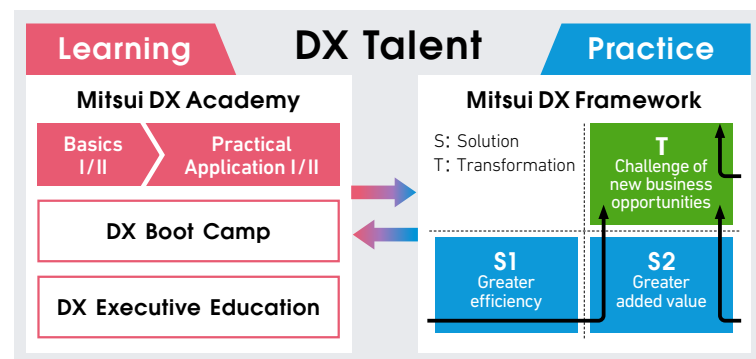 Learning
DX Talent
Practice
Mitsui DX Academy
Basics
I/II
Practical
Application I/II
DX Boot Camp
DX Executive Education
Mitsui DX Framework
S: Solution
T: Transformation
T
Challenge of
new business
opportunities
S1
Greater
efficiency
S2
Greater
added value